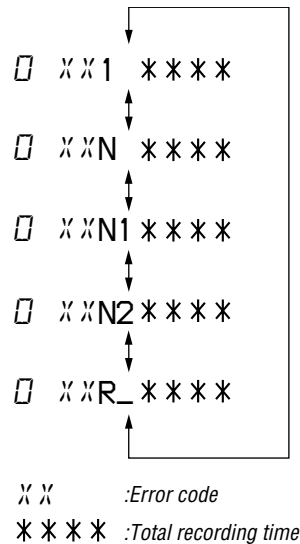 0 XX1 ****
0 XXN ****
0 XXN1 ****
0 XXN2 ****
0 XXR_ ****
XX :Error code
**** :Total recording time